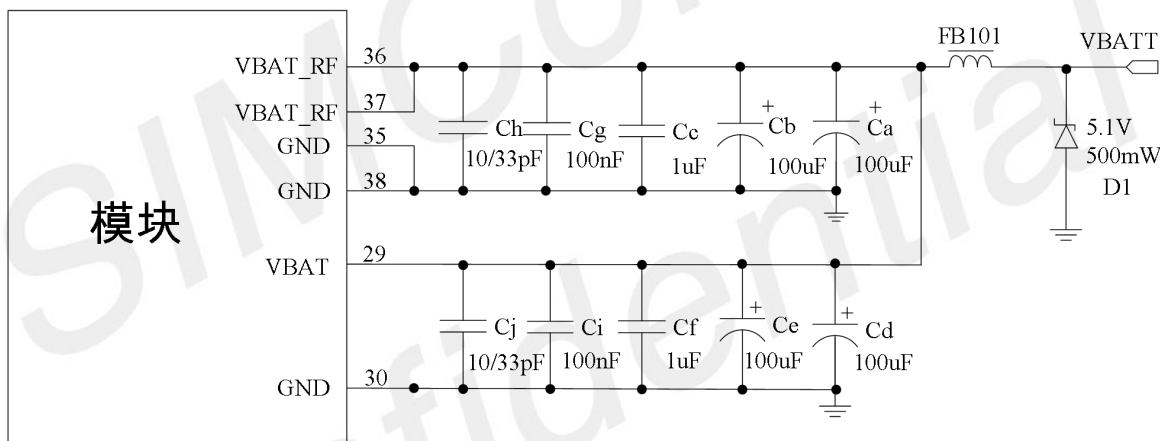 FB101
VBATT
VBAT_RF 36
VBAT_RF 37
GND 35
GND 38
Ch 10/33pF
Cg 100nF
Cc 1uF
+ Cb 100uF
+ Ca 100uF
5.1V
500mW
D1
模块
VBAT 29
GND 30
Cj 10/33pF
Ci 100nF
Cf 1uF
+ Ce 100uF
+ Cd 100uF
SIMCo
nfidential